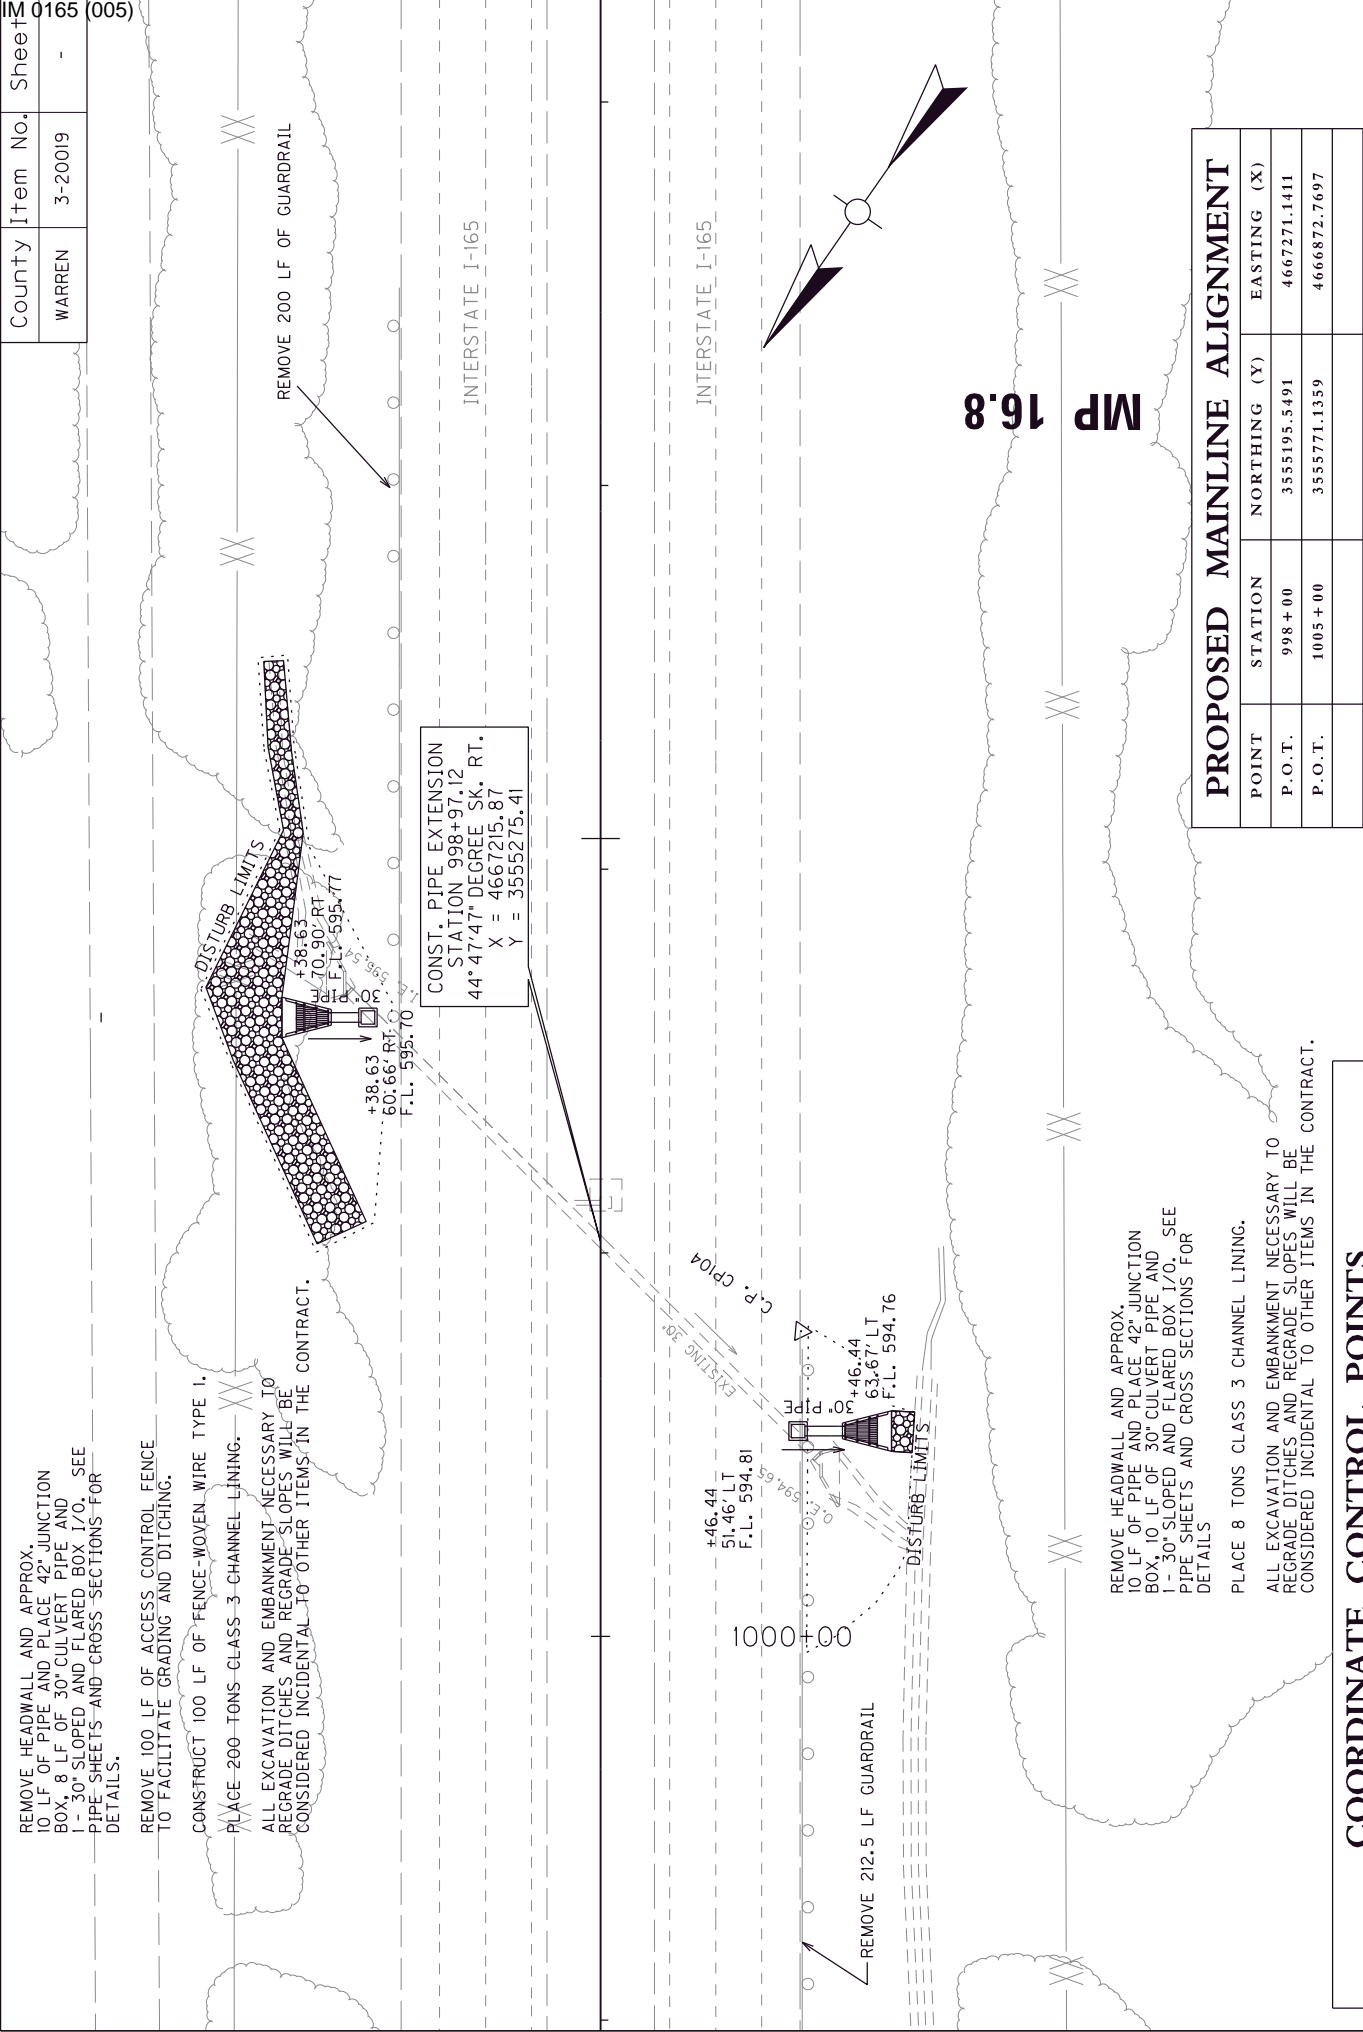 IM 0165 (005)
County Item No. Sheet
WARREN 3-20019 -
REMOVE 200 LF OF GUARDRAIL
INTERSTATE I-165
INTERSTATE I-165
MP 16.8
DISTURB LIMITS
+38.63
70.90' RT
F.L. 595.77
30" PIPE
I.E. 595.54
+38.63
60.66' RT
F.L. 595.70
CONST. PIPE EXTENSION
STATION 998+97.12
44°47'47" DEGREE SK. RT.
X = 4667215.87
Y = 3555275.41
-
REMOVE HEADWALL AND APPROX.
10 LF OF PIPE AND PLACE 42" JUNCTION
BOX, 8 LF OF 30" CULVERT PIPE AND
1 - 30" SLOPED AND FLARED BOX I/O. SEE
PIPE SHEETS AND CROSS SECTIONS FOR
DETAILS.
REMOVE 100 LF OF ACCESS CONTROL FENCE
TO FACILITATE GRADING AND DITCHING.
CONSTRUCT 100 LF OF FENCE-WOVEN WIRE TYPE 1.
PLACE 200 TONS CLASS 3 CHANNEL LINING.
ALL EXCAVATION AND EMBANKMENT NECESSARY TO
REGRADE DITCHES AND REGRADE SLOPES WILL BE
CONSIDERED INCIDENTAL TO OTHER ITEMS IN THE CONTRACT.
EXISTING 30"
C.P. CP104
30" PIPE
+46.44
63.67' LT
F.L. 594.76
+46.44
51.46' LT
F.L. 594.81
O.E. 594.65
DISTURB LIMITS
1000+00
REMOVE 212.5 LF GUARDRAIL
REMOVE HEADWALL AND APPROX.
10 LF OF PIPE AND PLACE 42" JUNCTION
BOX, 10 LF OF 30" CULVERT PIPE AND
1 - 30" SLOPED AND FLARED BOX I/O. SEE
PIPE SHEETS AND CROSS SECTIONS FOR
DETAILS
PLACE 8 TONS CLASS 3 CHANNEL LINING.
ALL EXCAVATION AND EMBANKMENT NECESSARY TO
REGRADE DITCHES AND REGRADE SLOPES WILL BE
CONSIDERED INCIDENTAL TO OTHER ITEMS IN THE CONTRACT.
PROPOSED MAINLINE ALIGNMENT
POINT STATION NORTHING (Y) EASTING (X)
P.O.T. 998+00 3555195.5491 4667271.1411
P.O.T. 1005+00 3555771.1359 4666872.7697
COORDINATE CONTROL POINTS